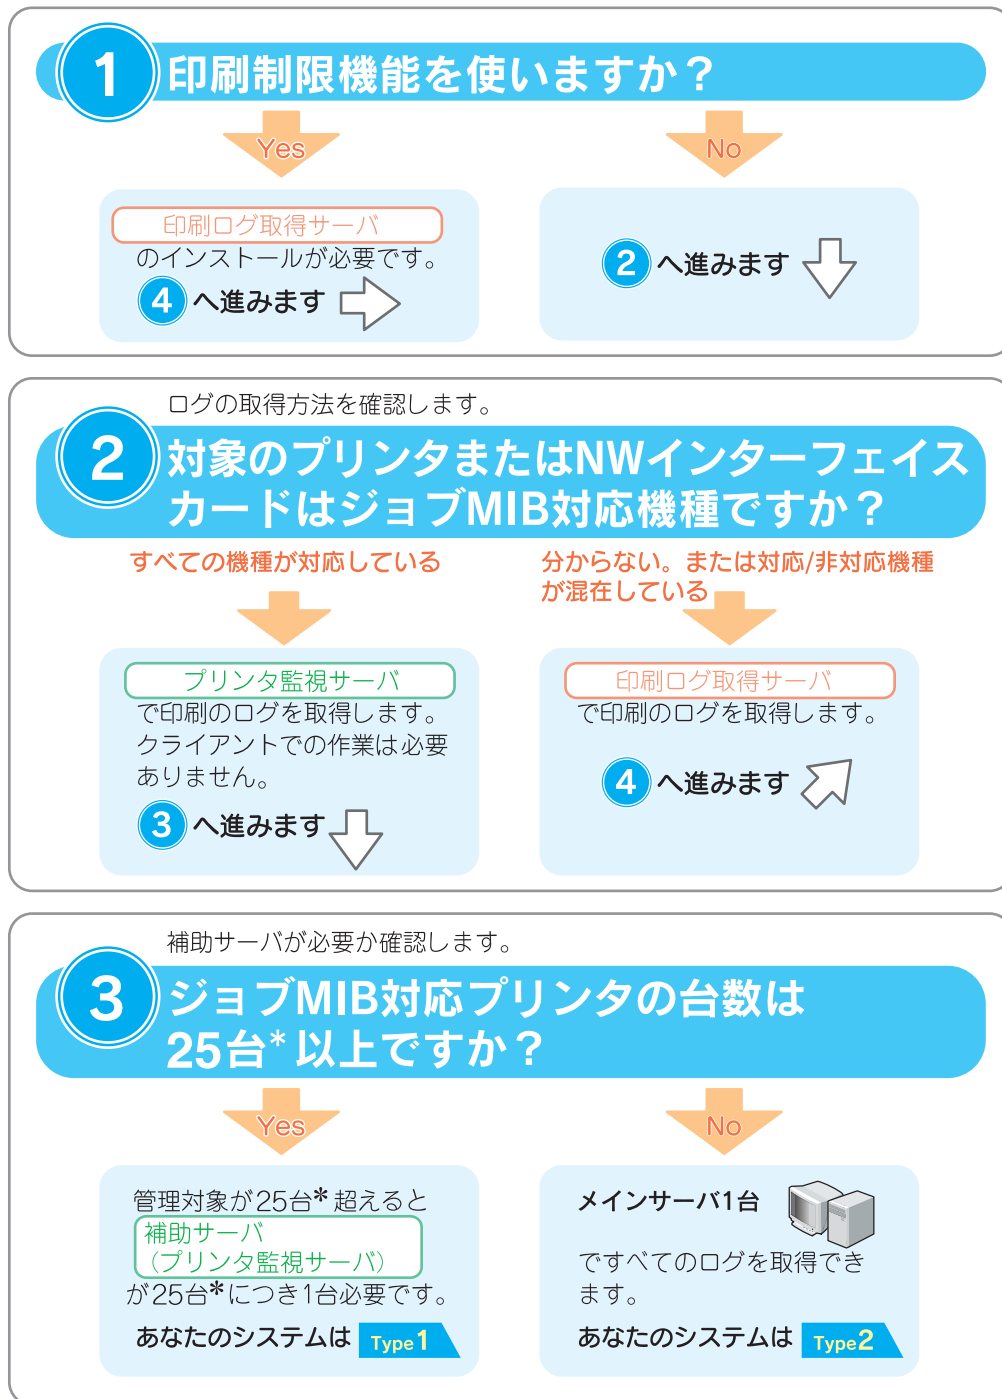 1 印刷制限機能を使いますか？
Yes
印刷ログ取得サーバ
のインストールが必要です。
4 へ進みます
No
2 へ進みます
ログの取得方法を確認します。
2 対象のプリンタまたはNWインターフェイス
カードはジョブMIB対応機種ですか？
すべての機種が対応している
プリンタ監視サーバ
で印刷のログを取得します。
クライアントでの作業は必要
ありません。
3 へ進みます
分からない。または対応/非対応機種
が混在している
印刷ログ取得サーバ
で印刷のログを取得します。
4 へ進みます
補助サーバが必要か確認します。
3 ジョブMIB対応プリンタの台数は
25台*以上ですか？
Yes
管理対象が25台*超えると
補助サーバ
（プリンタ監視サーバ）
が25台*につき1台必要です。
あなたのシステムは Type1
No
メインサーバ1台
ですべてのログを取得でき
ます。
あなたのシステムは Type2